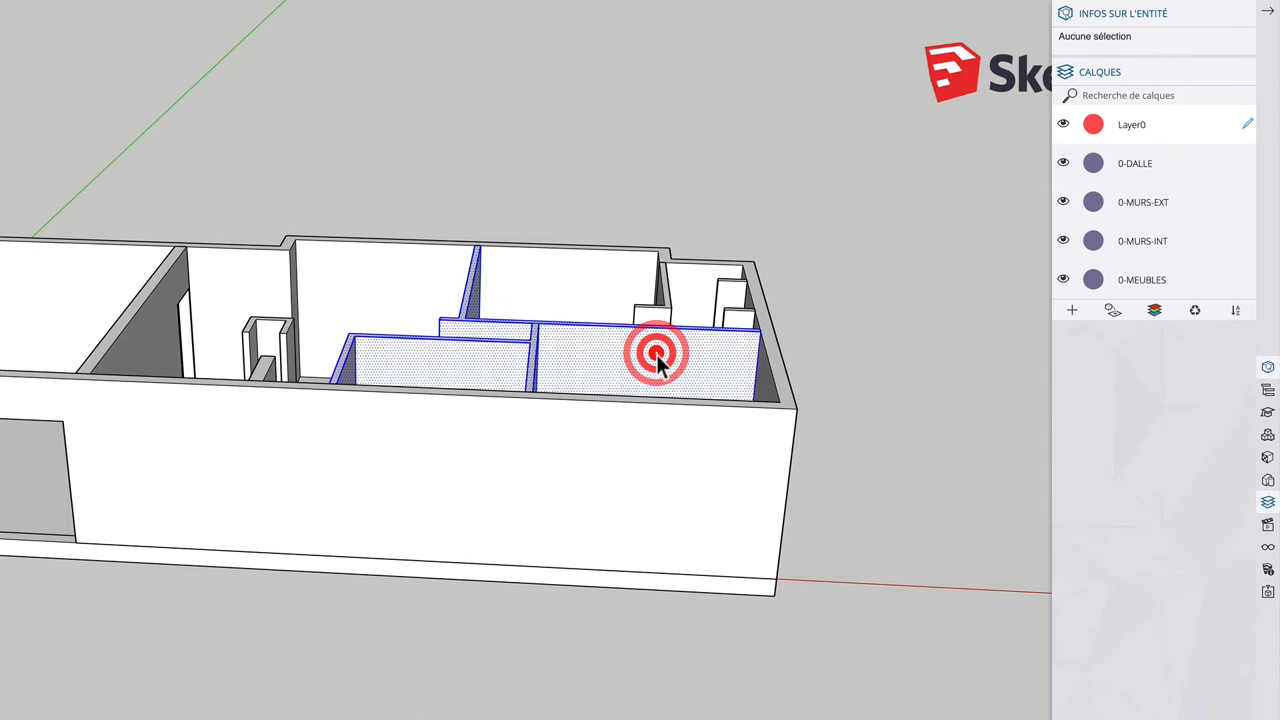 INFOS SUR L'ENTITÉ
Aucune sélection
Ske
CALQUES
Recherche de calques
Layer0
0-DALLE
0-MURS-EXT
0-MURS-INT
0-MEUBLES